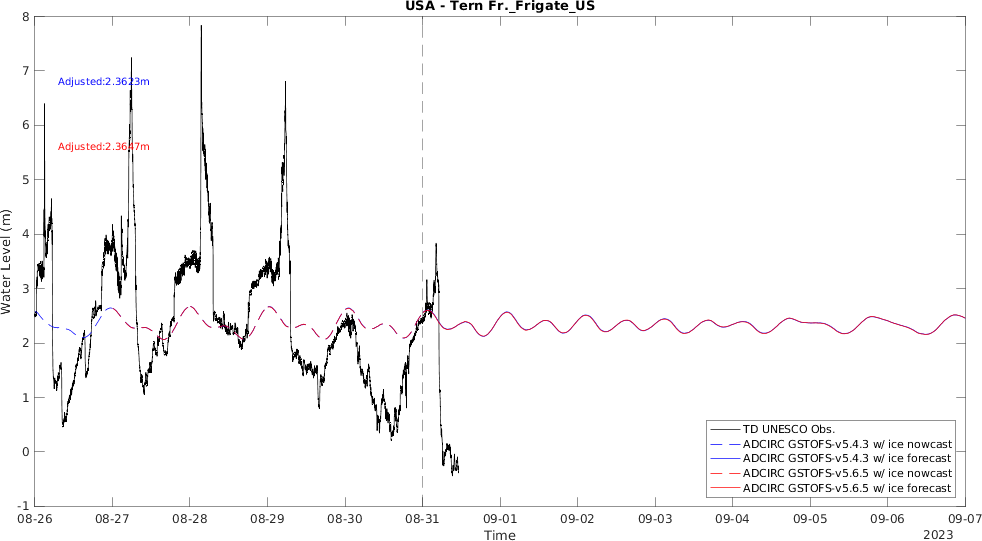 USA - Tern Fr._Frigate_US
8
7
6
5
4
3
2
1
0
-1
Water Level (m)
Adjusted:2.3623m
Adjusted:2.3647m
TD UNESCO Obs.
ADCIRC GSTOFS-v5.4.3 w/ ice nowcast
ADCIRC GSTOFS-v5.4.3 w/ ice forecast
ADCIRC GSTOFS-v5.6.5 w/ ice nowcast
ADCIRC GSTOFS-v5.6.5 w/ ice forecast
08-26 08-27 08-28 08-29 08-30 08-31 09-01 09-02 09-03 09-04 09-05 09-06 09-07
Time
2023